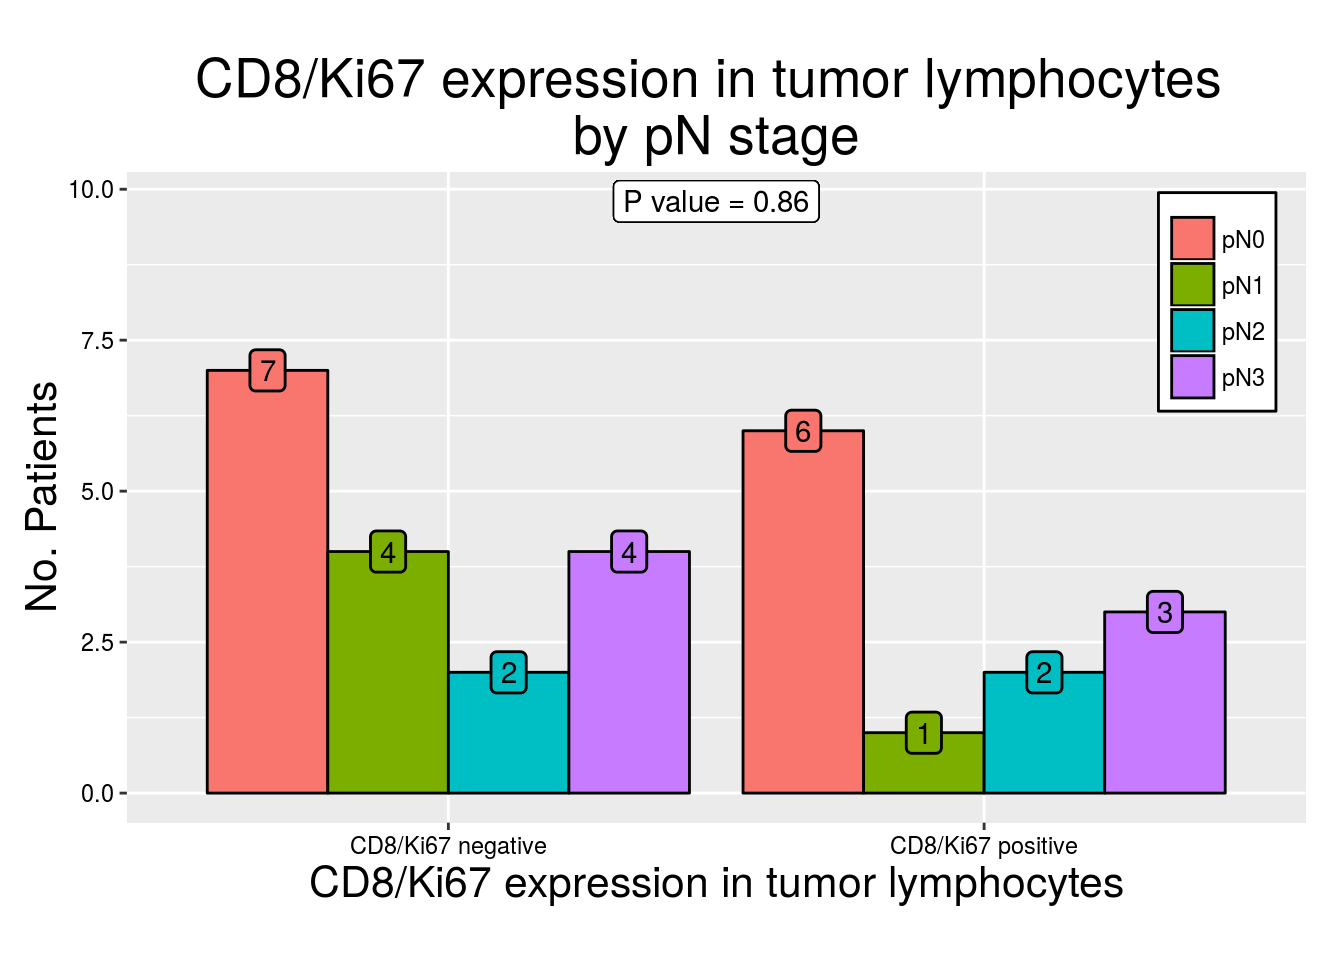 CD8/Ki67 expression in tumor lymphocytes
by pN stage
P value = 0.86
No. Patients
10.0
7.5
5.0
2.5
0.0
7
4
2
4
6
1
2
3
pN0
pN1
pN2
pN3
CD8/Ki67 negative
CD8/Ki67 positive
CD8/Ki67 expression in tumor lymphocytes